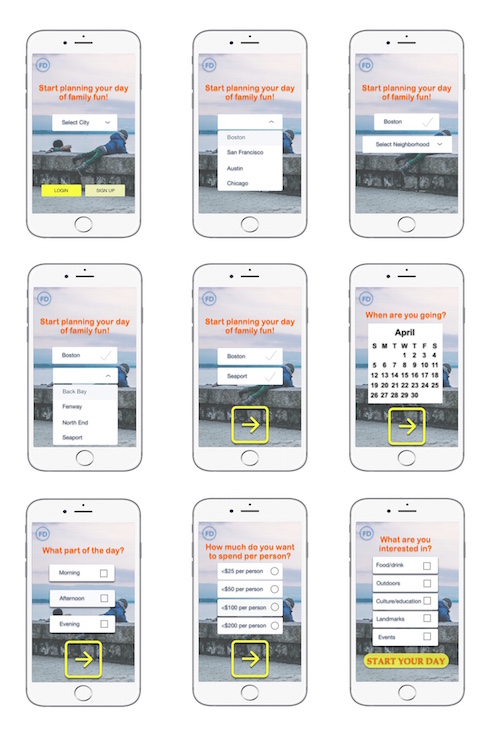 FD
Start planning your day
of family fun!
Select City
LOGIN
SIGN UP
FD
Start planning your day
of family fun!
Boston
San Francisco
Austin
Chicago
FD
Start planning your day
of family fun!
Boston
Select Neighborhood
FD
Start planning your day
of family fun!
Boston
Back Bay
Fenway
North End
Seaport
FD
Start planning your day
of family fun!
Boston
Seaport
FD
When are you going?
April
S M T W T F S
1 2 3 4
5 6 7 8 9 10 11
12 13 14 15 16 17 18
19 20 21 22 23 24 25
26 27 28 29 30
FD
What part of the day?
Morning
Afternoon
Evening
FD
How much do you want
to spend per person?
<$25 per person
<$50 per person
<$100 per person
<$200 per person
FD
What are you
interested in?
Food/drink
Outdoors
Culture/education
Landmarks
Events
START YOUR DAY